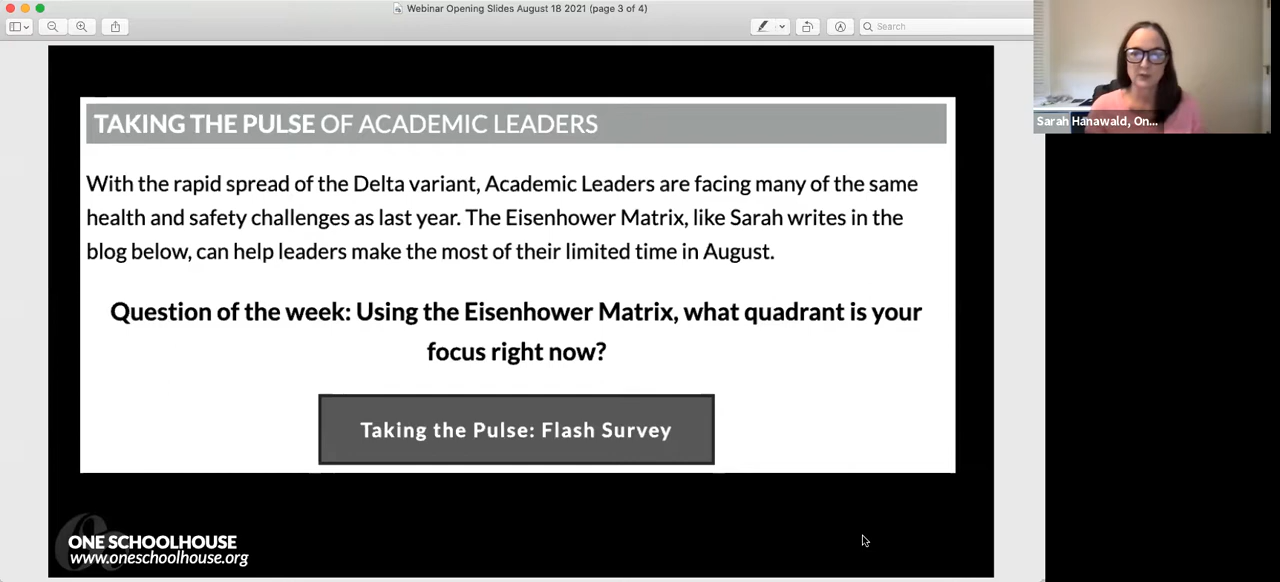 Webinar Opening Slides August 18 2021 (page 3 of 4)
Search
TAKING THE PULSE OF ACADEMIC LEADERS
With the rapid spread of the Delta variant, Academic Leaders are facing many of the same
health and safety challenges as last year. The Eisenhower Matrix, like Sarah writes in the
blog below, can help leaders make the most of their limited time in August.
Question of the week: Using the Eisenhower Matrix, what quadrant is your
focus right now?
Taking the Pulse: Flash Survey
ONE SCHOOLHOUSE
www.oneschoolhouse.org
Sarah Hanawald, On...